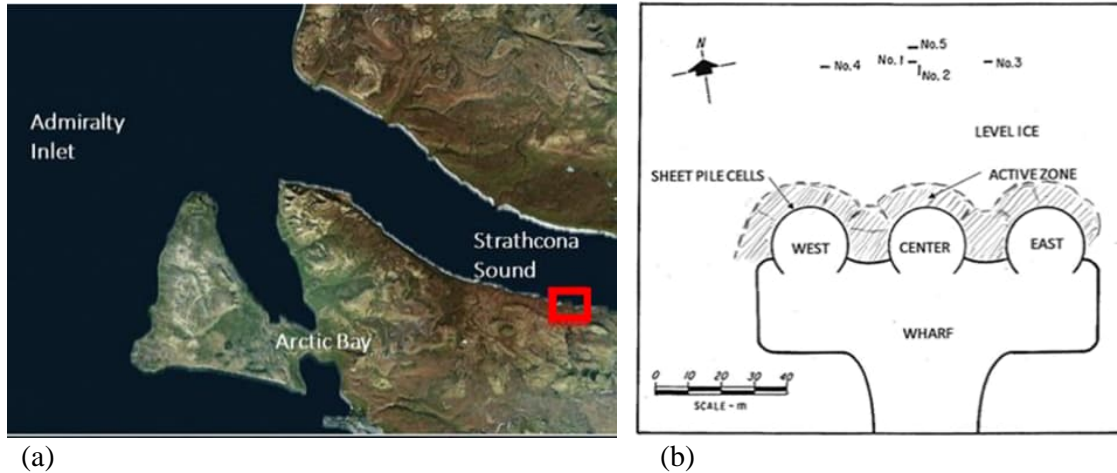 Admiralty
Inlet
Strathcona
Sound
Arctic Bay
(a)
N
No.5
No.4
No.1
No.2
No.3
LEVEL ICE
SHEET PILE CELLS
ACTIVE ZONE
WEST
CENTER
EAST
WHARF
0 10 20 30 40
SCALE - m
(b)